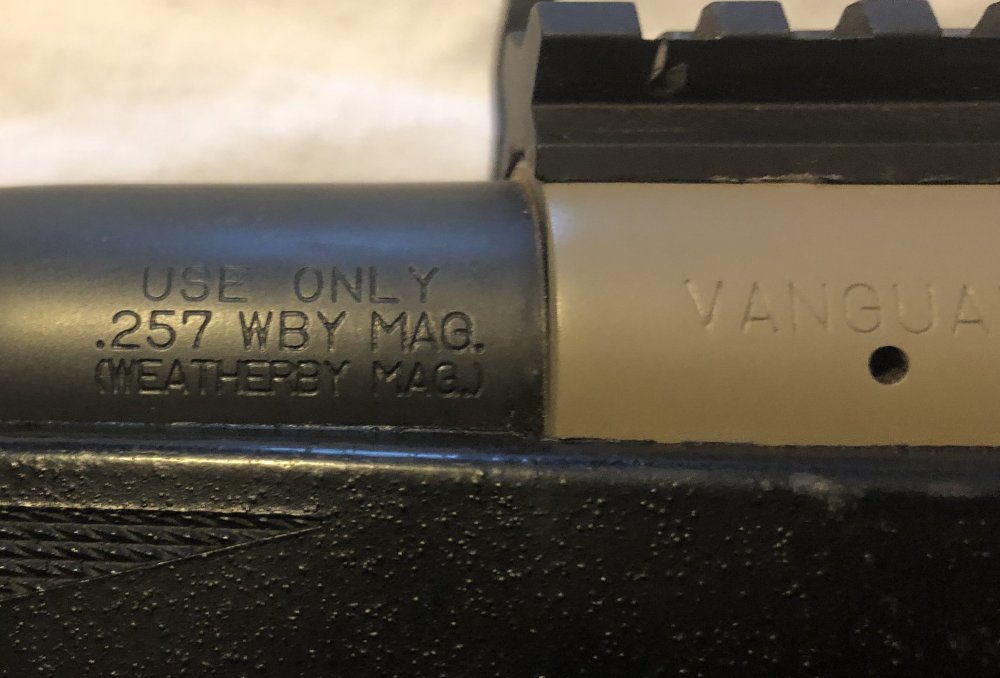 USE ONLY
.257 WBY MAG.
(WEATHERBY MAG.)
VANGUA